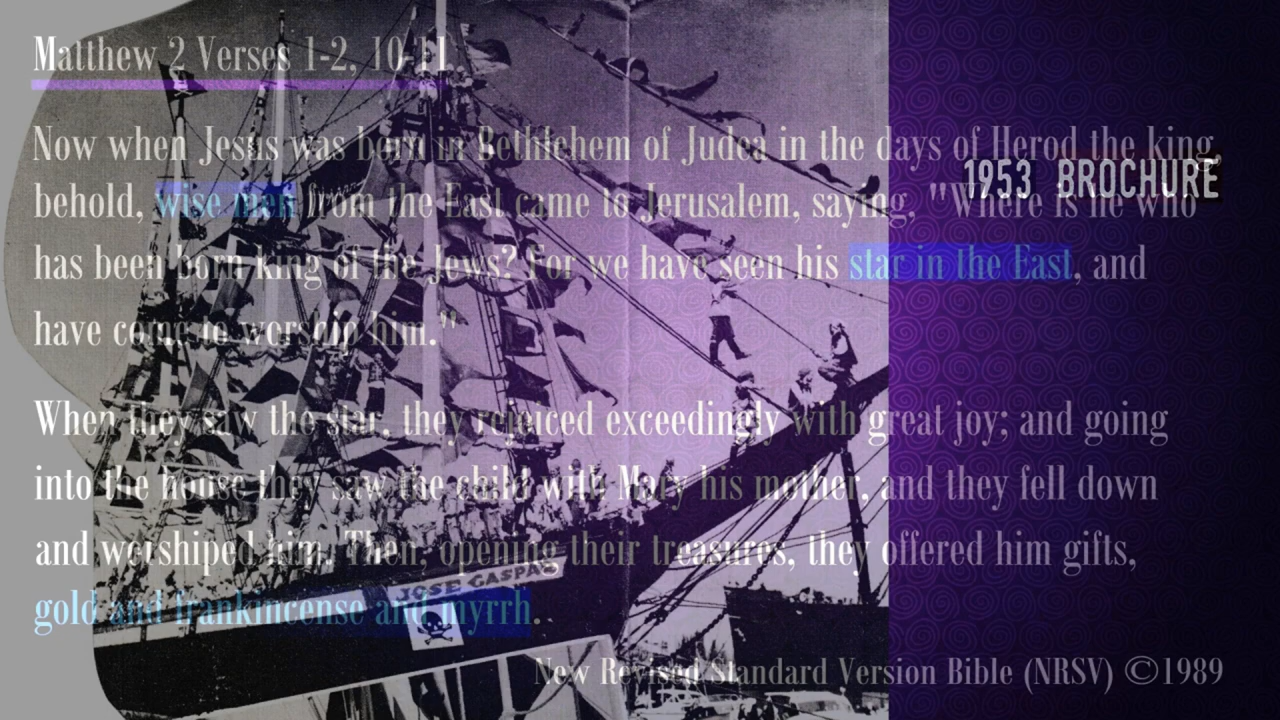 Matthew 2 Verses 1-2, 10-11
Now when Jesus was born in Bethlehem of Judea in the days of Herod the king,
1953 BROCHURE
behold, wise men from the East came to Jerusalem, saying, "Where is he who
has been born king of the Jews? For we have seen his star in the East, and
have come to worship him."
When they saw the star, they rejoiced exceedingly with great joy; and going
into the house they saw the child with Mary his mother, and they fell down
and worshiped him. Then, opening their treasures, they offered him gifts,
JOSE GASPAR
gold and frankincense and myrrh.
New Revised Standard Version Bible (NRSV) ©1989